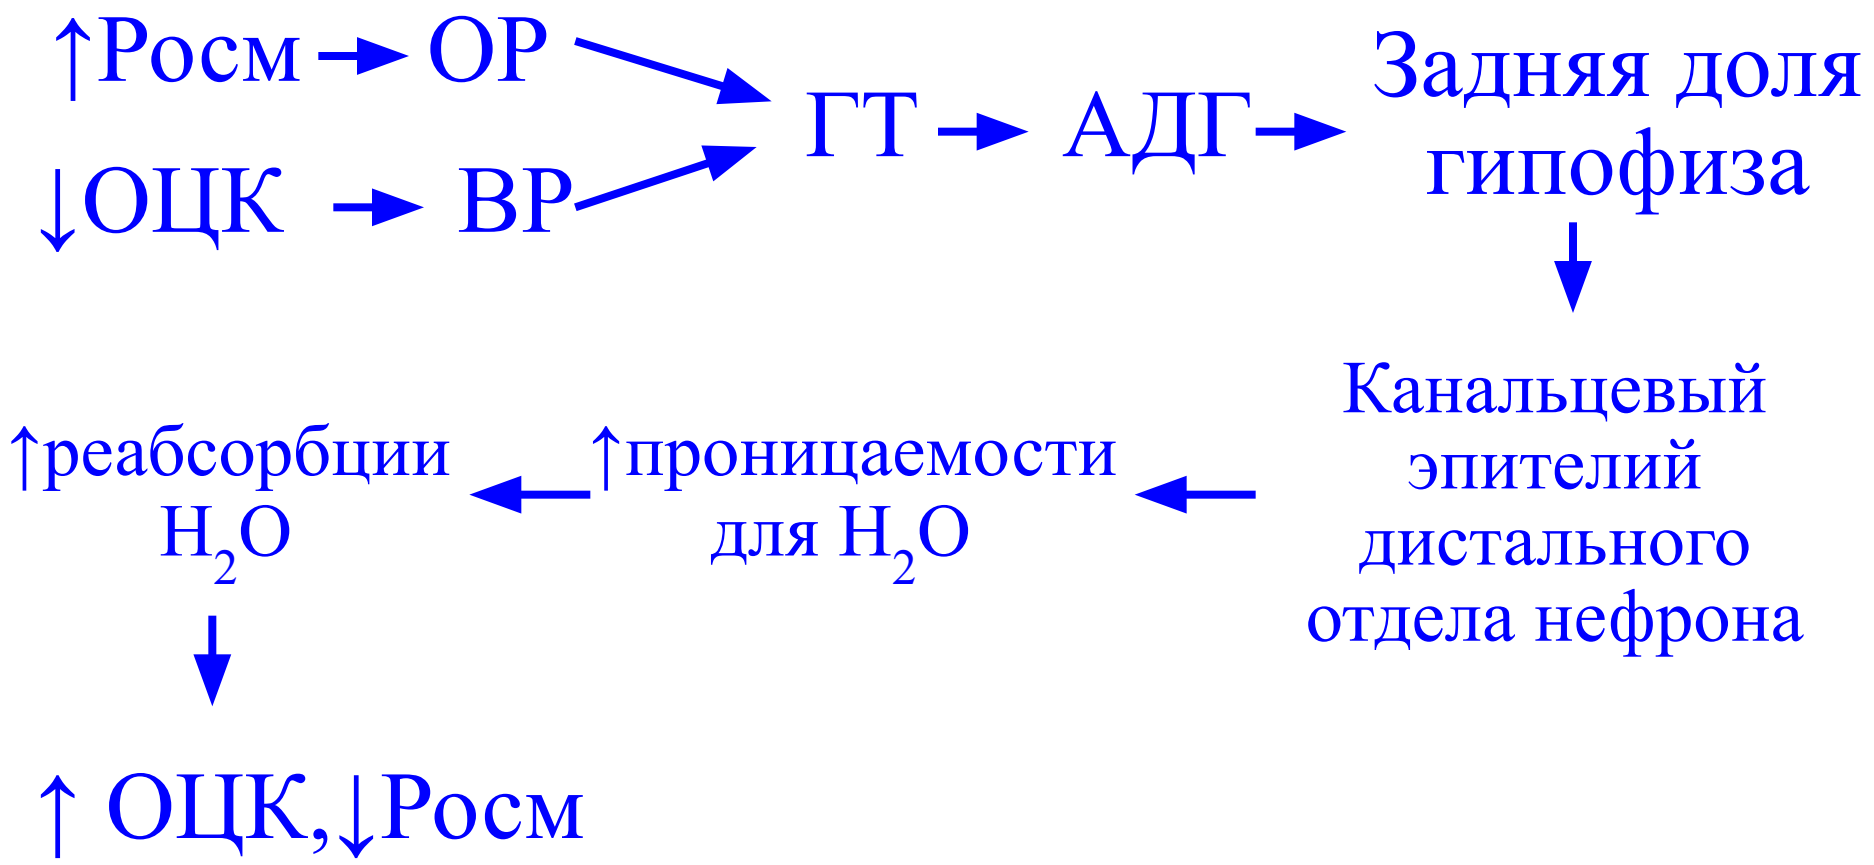 ↑Росм → ОР
↓ОЦК → ВР
ГТ → АДГ →
Задняя доля
гипофиза
Канальцевый
эпителий
дистального
отдела нефрона
↑проницаемости
для H₂O
↑реабсорбции
H₂O
↑ ОЦК,↓Росм